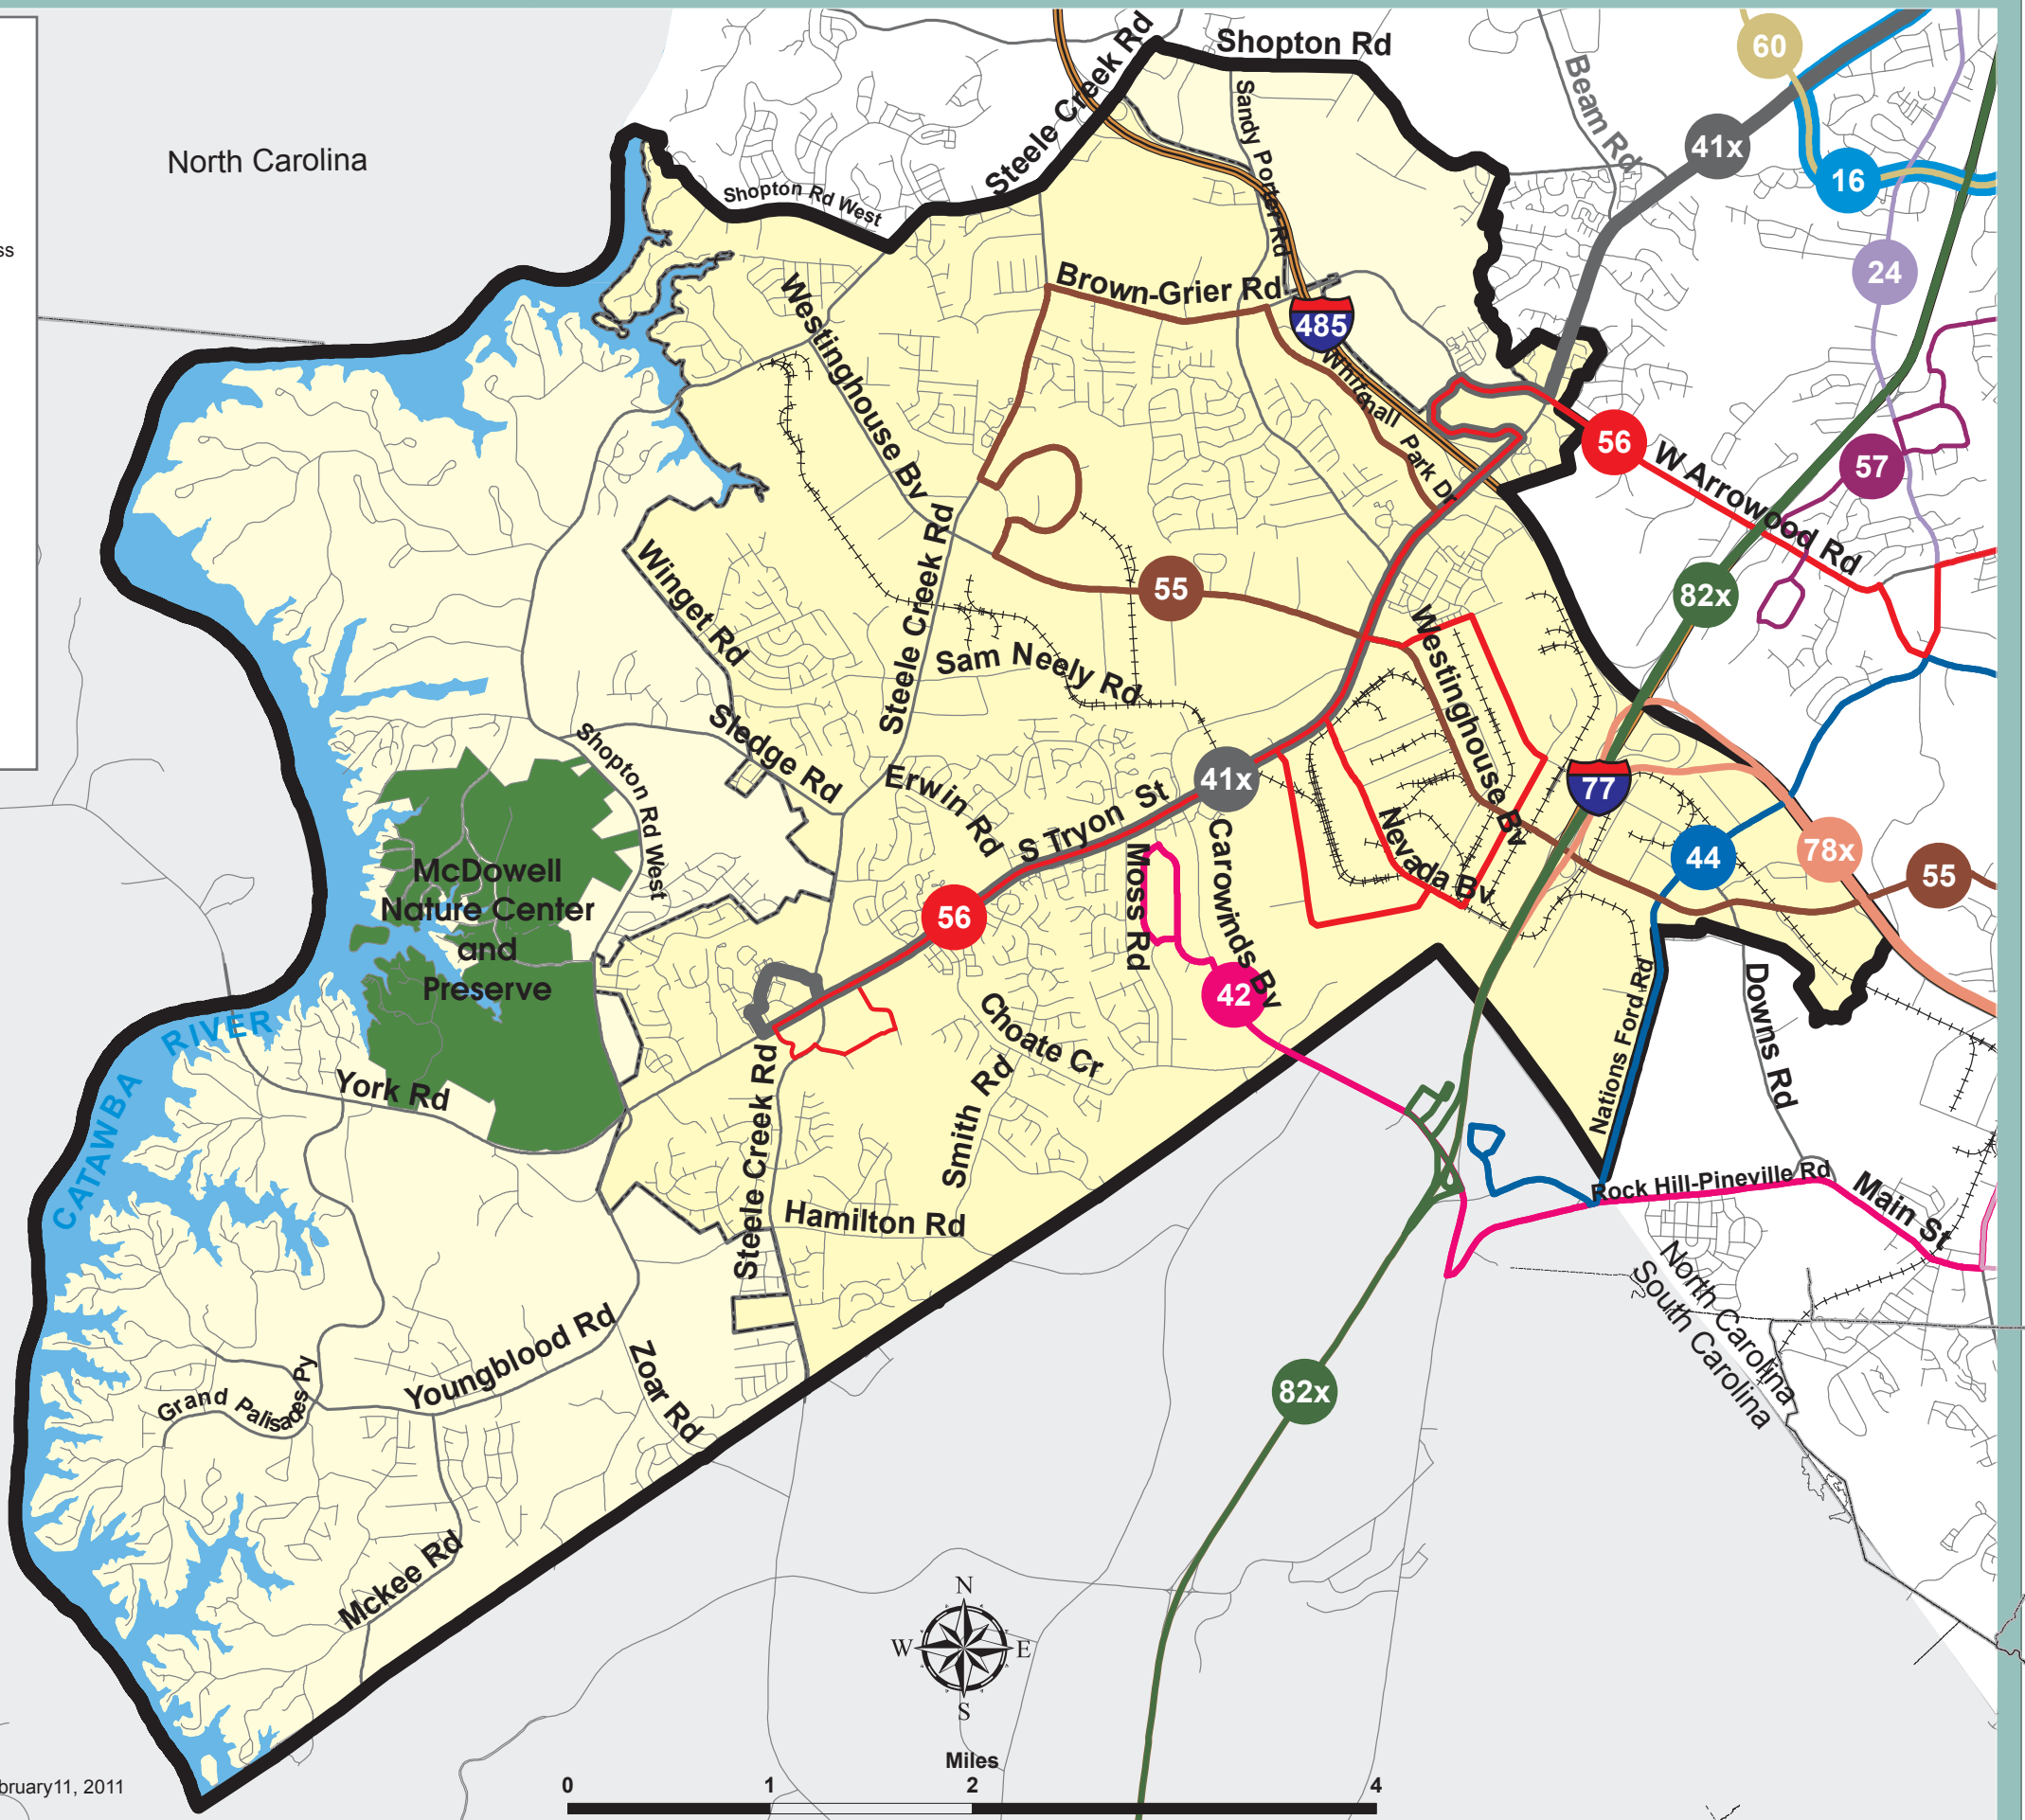 Shopton Rd
Steele Creek Rd
60
Beam Rd
Sandy Porter Rd
41x
North Carolina
16
Shopton Rd West
24
Westinghouse Bv
Brown-Grier Rd
485
Whitehall Park Dr
56
W Arrowood Rd
57
Steele Creek Rd
Winget Rd
55
82x
Westinghouse Bv
Sam Neely Rd
Sledge Rd
Shopton Rd West
Erwin Rd
S Tryon St
41x
77
Nevada Bv
Moss Rd
Carowinds Bv
44
78x
55
McDowell
Nature Center
and
Preserve
56
42
Nations Ford Rd
Downs Rd
RIVER
CATAWBA
York Rd
Choate Cr
Smith Rd
Steele Creek Rd
Hamilton Rd
Rock Hill-Pineville Rd
Main St
North Carolina
South Carolina
Youngblood Rd
Zoar Rd
Grand Palisades Py
82x
Mckee Rd
N
W
E
S
Miles
0
1
2
4
bruary11, 2011